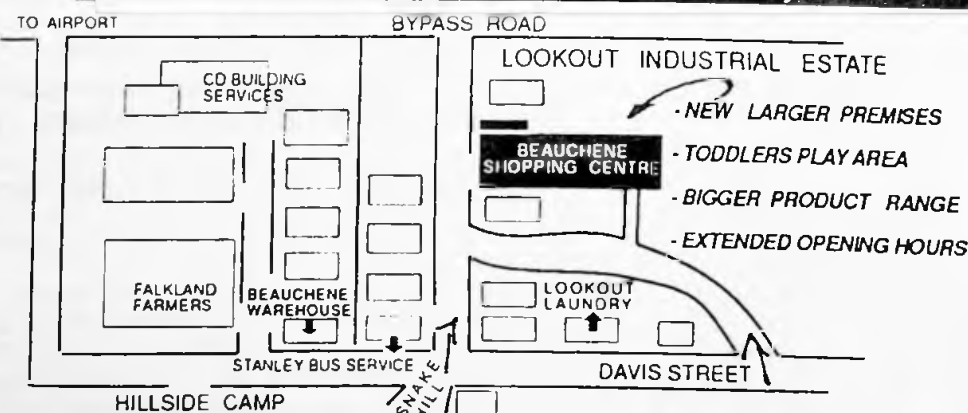 TO AIRPORT
BYPASS ROAD
LOOKOUT INDUSTRIAL ESTATE
CD BUILDING
SERVICES
- NEW LARGER PREMISES
BEAUCHENE
SHOPPING CENTRE
- TODDLERS PLAY AREA
- BIGGER PRODUCT RANGE
- EXTENDED OPENING HOURS
FALKLAND
FARMERS
BEAUCHENE
WAREHOUSE
LOOKOUT
LAUNDRY
STANLEY BUS SERVICE
DAVIS STREET
SNAKE
HILL
HILLSIDE CAMP